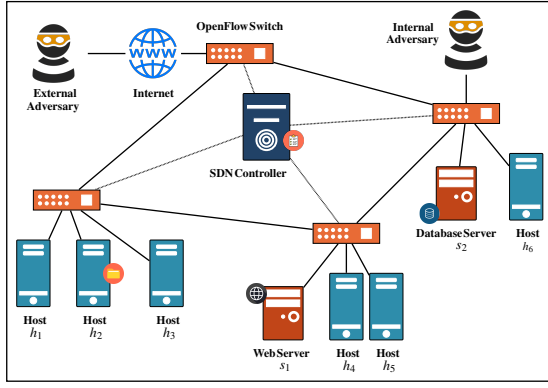 OpenFlow Switch
Internal
Adversary
WWW
External
Adversary
Internet
SDN Controller
Database Server
s2
Host
h6
Host
h1
Host
h2
Host
h3
Web Server
s1
Host
h4
Host
h5